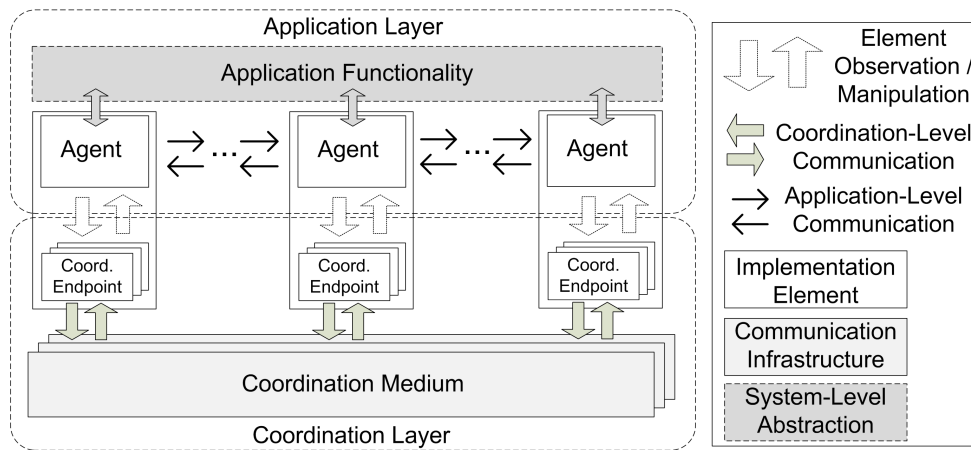 Application Layer
Application Functionality
Agent
...
Agent
...
Agent
Coord.
Endpoint
Coord.
Endpoint
Coord.
Endpoint
Coordination Medium
Coordination Layer
Element
Observation /
Manipulation
Coordination-Level
Communication
Application-Level
Communication
Implementation
Element
Communication
Infrastructure
System-Level
Abstraction